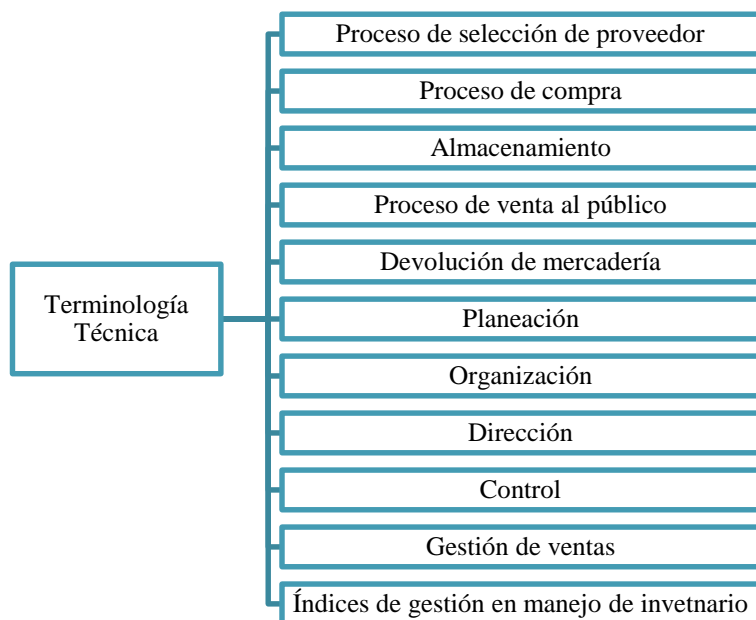 Proceso de selección de proveedor
Proceso de compra
Almacenamiento
Proceso de venta al público
Devolución de mercadería
Terminología
Técnica
Planeación
Organización
Dirección
Control
Gestión de ventas
Índices de gestión en manejo de invetnario